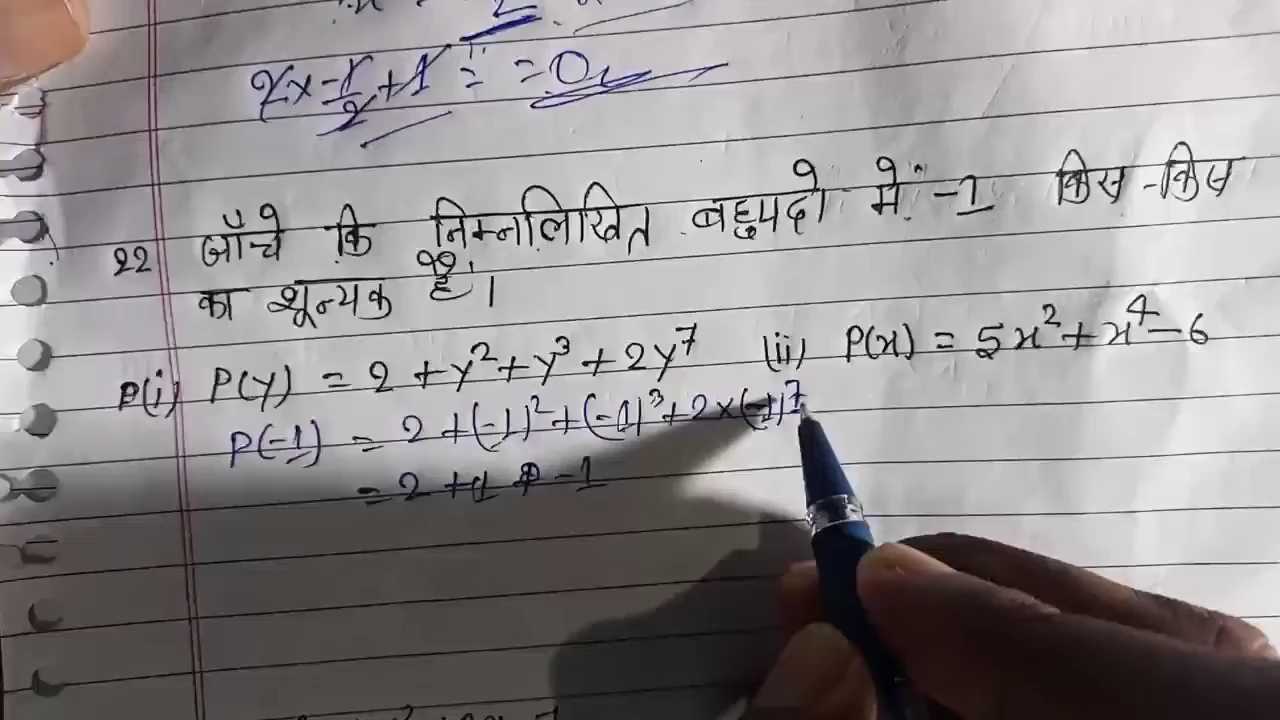 2x-1/2+1= =0
22 जाँचे कि निम्नलिखित बहुपदो में -1 किस-किस
का शून्यक है।
P(i) P(y) = 2+y²+y³+2y⁷ (ii) P(x) = 5x²+x⁴-6
P(-1) = 2+(-1)²+(-1)³+2×(-1)⁷
= 2+1 -1